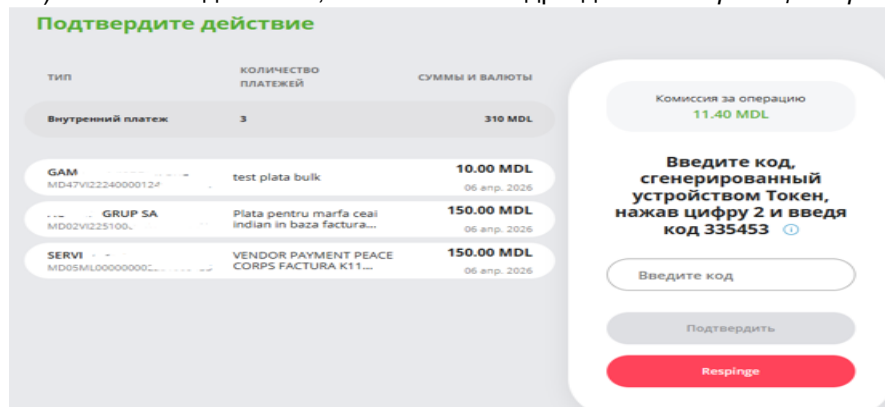 Подтвердите действие
ТИП
КОЛИЧЕСТВО
ПЛАТЕЖЕЙ
СУММЫ И ВАЛЮТЫ
Внутренний платеж 3 310 MDL
GAM test plata bulk 10.00 MDL
06 апр. 2026
GRUP SA Plata pentru marfa ceai 150.00 MDL
indian in baza factura... 06 апр. 2026
SERVI VENDOR PAYMENT PEACE 150.00 MDL
CORPS FACTURA K11... 06 апр. 2026
Комиссия за операцию
11.40 MDL
Введите код,
сгенерированный
устройством Токен,
нажав цифру 2 и введя
код 335453
Введите код
Подтвердить
Respinge